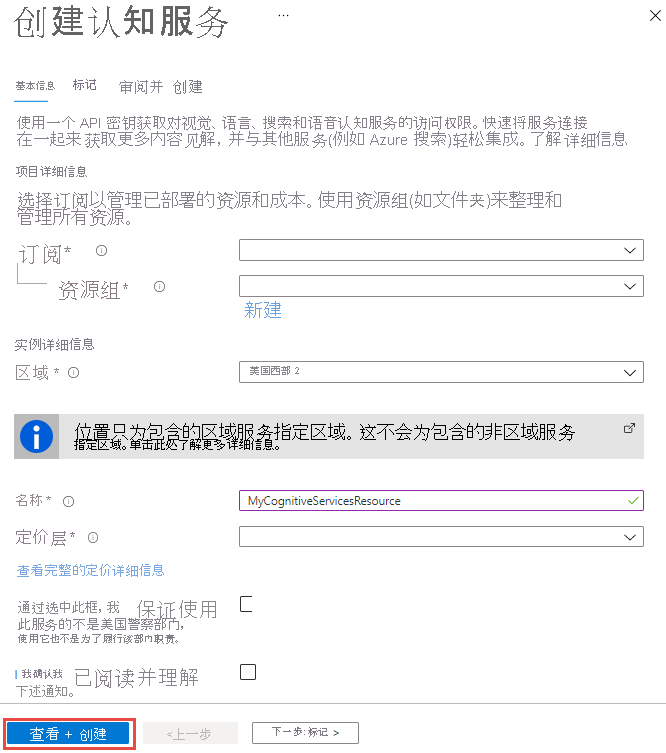 创建认知服务 ...
基本信息 标记 审阅并 创建
使用一个 API 密钥获取对视觉、语言、搜索和语音认知服务的访问权限。快速将服务连接
在一起来获取更多内容见解, 并与其他服务(例如 Azure 搜索)轻松集成。了解详细信息
项目详细信息
选择订阅以管理已部署的资源和成本。使用资源组(如文件夹)来整理和
管理所有资源。
订阅*
资源组*
新建
实例详细信息
区域 * 美国西部 2
位置只为包含的区域服务指定区域。这不会为包含的非区域服务
指定区域。单击此处了解更多详细信息。
名称 * MyCognitiveServicesResource
定价层*
查看完整的定价详细信息
通过选中此框, 我 保证使用
此服务的不是美国警察部门,
使用它也不是为了履行该部门职责。
我确认我 已阅读并理解
下述通知。
查看 + 创建 <上一步 下一步: 标记 >